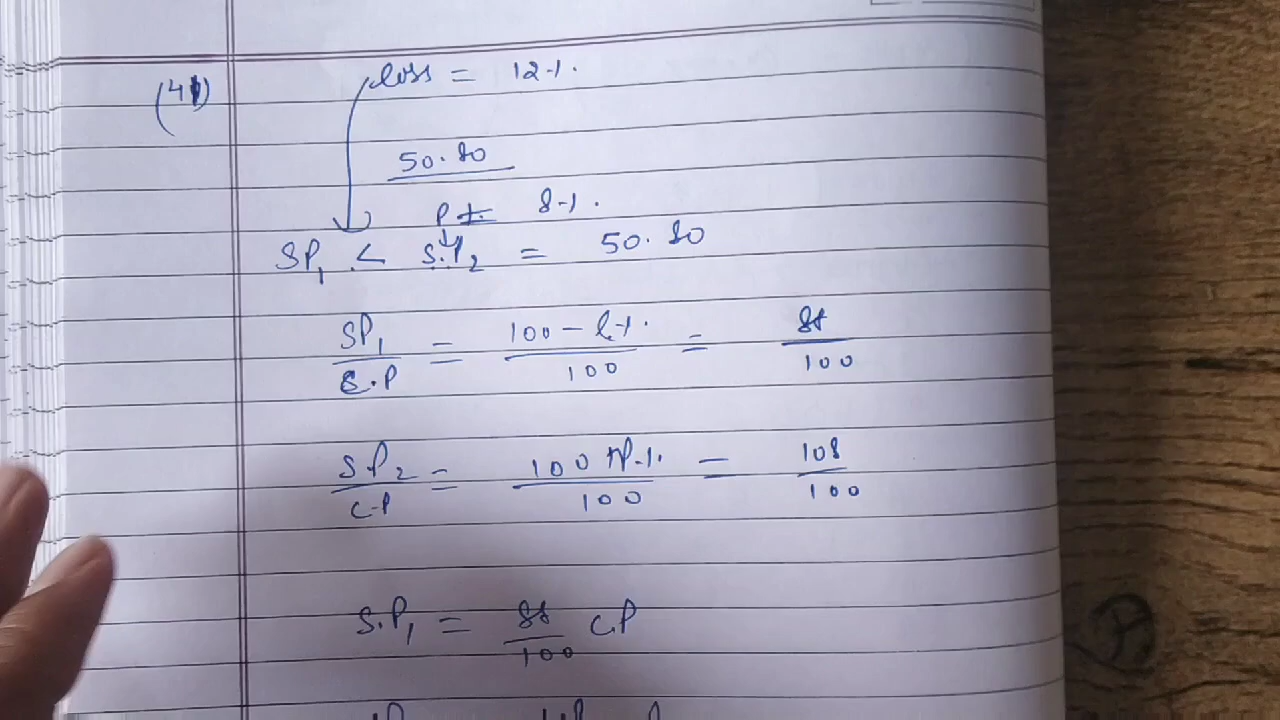 (41) loss = 12%.
50.80
P 8%.
SP₁ < S.P₂ = 50.80
SP₁/C.P = 100 - l%./100 = 88/100
SP₂/C.P = 100 + P%./100 = 108/100
S.P₁ = 88/100 C.P